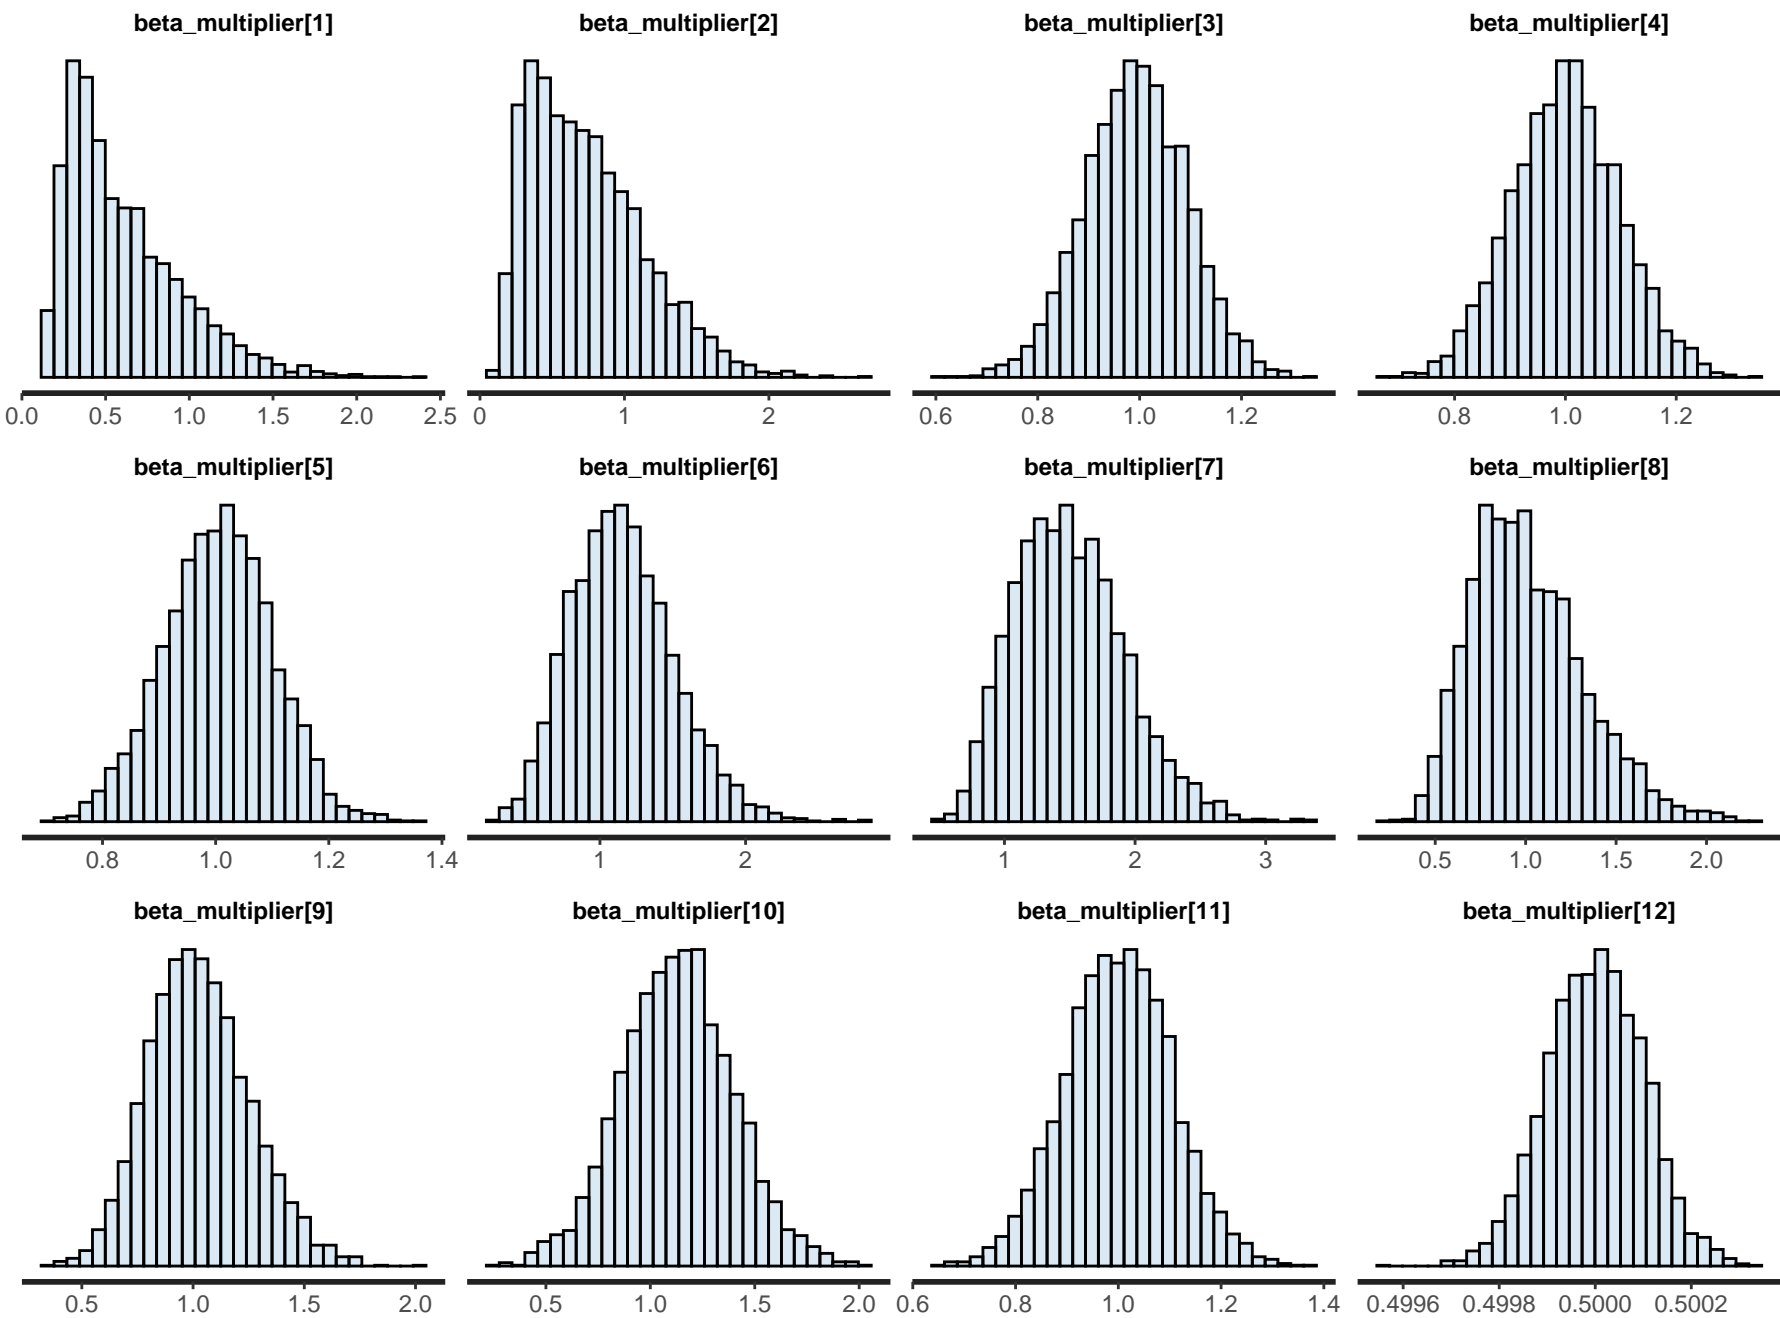 beta_multiplier[1] beta_multiplier[2] beta_multiplier[3] beta_multiplier[4]
0.0 0.5 1.0 1.5 2.0 2.5 0 1 2 0.6 0.8 1.0 1.2 0.8 1.0 1.2
beta_multiplier[5] beta_multiplier[6] beta_multiplier[7] beta_multiplier[8]
0.8 1.0 1.2 1.4 1 2 1 2 3 0.5 1.0 1.5 2.0
beta_multiplier[9] beta_multiplier[10] beta_multiplier[11] beta_multiplier[12]
0.5 1.0 1.5 2.0 0.5 1.0 1.5 2.0 0.6 0.8 1.0 1.2 1.4 0.4996 0.4998 0.5000 0.5002